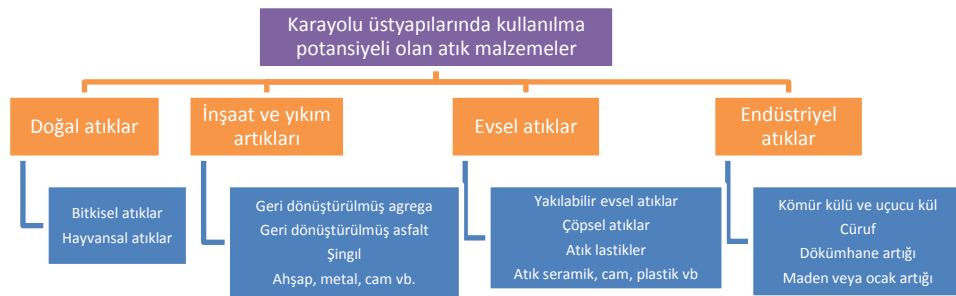 Karayolu üstyapılarında kullanılma
potansiyeli olan atık malzemeler
Doğal atıklar
Bitkisel atıklar
Hayvansal atıklar
İnşaat ve yıkım
artıkları
Geri dönüştürülmüş agrega
Geri dönüştürülmüş asfalt
Şingıl
Ahşap, metal, cam vb.
Evsel atıklar
Yakılabilir evsel atıklar
Çöpsel atıklar
Atık lastikler
Atık seramik, cam, plastik vb
Endüstriyel
atıklar
Kömür külü ve uçucu kül
Cüruf
Dökümhane artığı
Maden veya ocak artığı